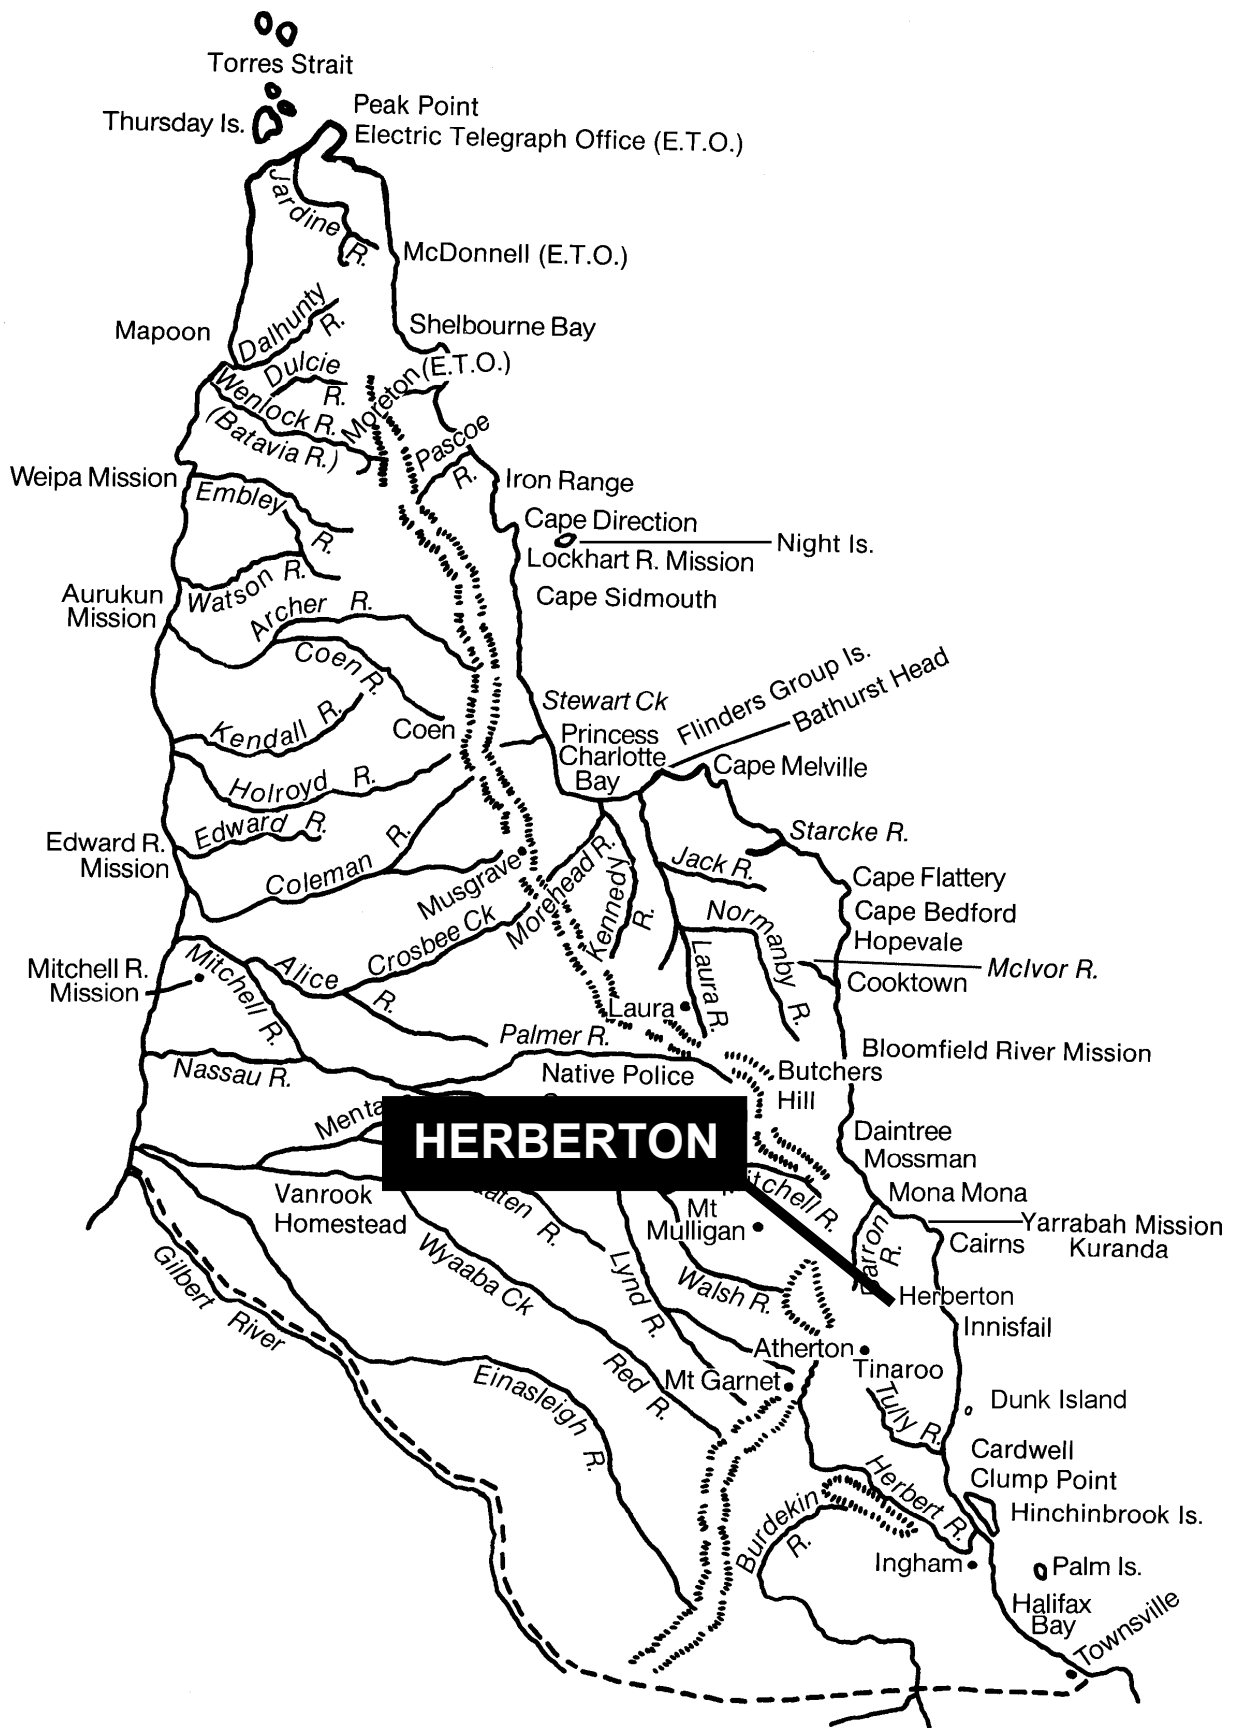 Torres Strait
Thursday Is.
Peak Point
Electric Telegraph Office (E.T.O.)
Jardine
R.
McDonnell (E.T.O.)
Mapoon
Dalhunty
R.
Shelbourne Bay
Dulcie
R.
Moreton (E.T.O.)
Wenlock R.
(Batavia R.)
Pascoe
R.
Weipa Mission
Embley
R.
Iron Range
Cape Direction
Night Is.
Lockhart R. Mission
Cape Sidmouth
Aurukun
Mission
Watson R.
Archer R.
Coen R.
Stewart Ck
Flinders Group Is.
Bathurst Head
Kendall R.
Coen
Princess
Charlotte
Bay
Cape Melville
Holroyd R.
Edward R.
Edward R.
Mission
Starcke R.
Coleman R.
Musgrave
Morehead R.
Kennedy
R.
Jack R.
Cape Flattery
Cape Bedford
Hopevale
Normanby
R.
McIvor R.
Cooktown
Crosbee Ck
Mitchell R.
Mission
Mitchell R.
Alice
R.
Laura
Laura R.
Palmer R.
Bloomfield River Mission
Nassau R.
Native Police
Butchers
Hill
HERBERTON
Daintree
Mossman
Mona Mona
Vanrook
Homestead
R.
Mt
Mulligan
R.
Yarrabah Mission
Kuranda
Cairns
Gilbert
River
Wyaaba Ck
Lynd R.
Walsh R.
Herberton
Innisfail
Atherton
Tinaroo
Einasleigh
R.
Red R.
Mt Garnet
Tully R.
Dunk Island
Cardwell
Clump Point
Hinchinbrook Is.
Herbert R.
Burdekin
R.
Ingham
Palm Is.
Halifax
Bay
Townsville